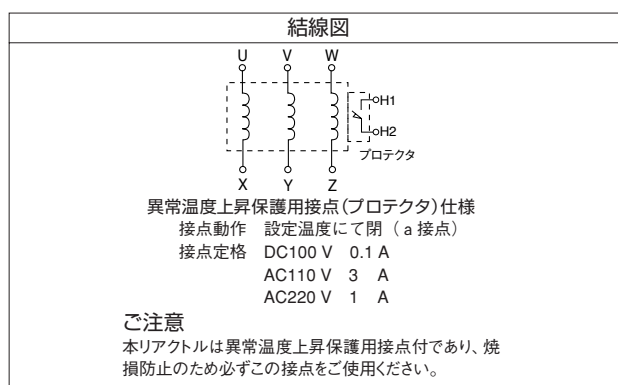 結線図
U V W
H1
H2
プロテクタ
X Y Z
異常温度上昇保護用接点(プロテクタ)仕様
接点動作 設定温度にて閉 (a接点)
接点定格 DC100 V 0.1 A
AC110 V 3 A
AC220 V 1 A
ご注意
本リアクトルは異常温度上昇保護用接点付であり、焼
損防止のため必ずこの接点をご使用ください。